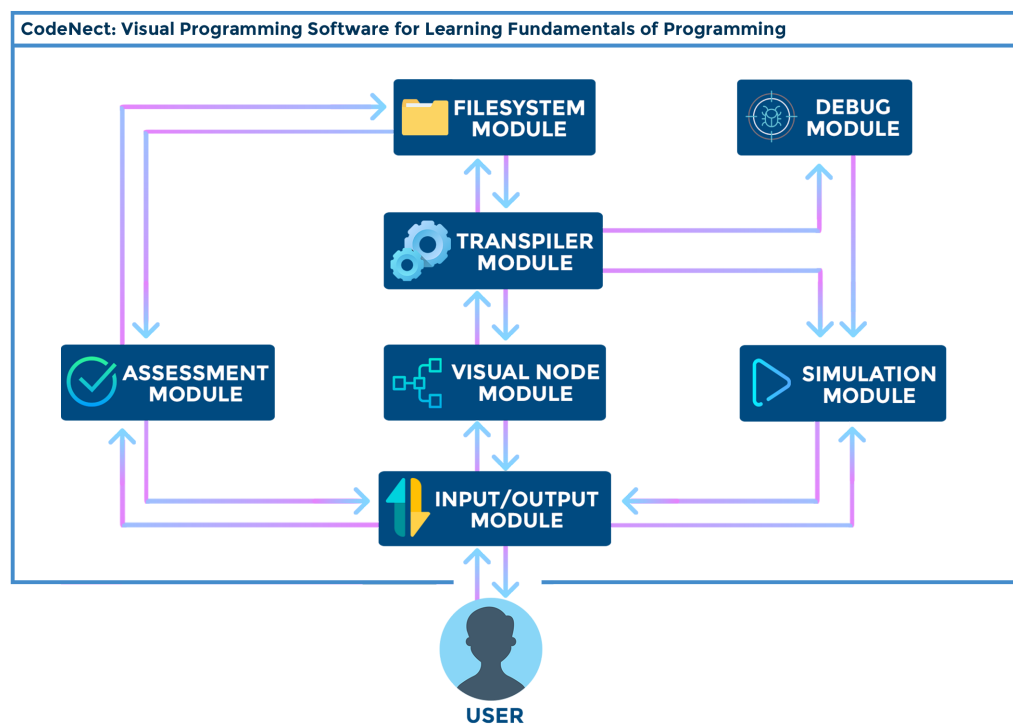 CodeNect: Visual Programming Software for Learning Fundamentals of Programming
FILESYSTEM
MODULE
DEBUG
MODULE
TRANSPILER
MODULE
ASSESSMENT
MODULE
VISUAL NODE
MODULE
SIMULATION
MODULE
INPUT/OUTPUT
MODULE
USER